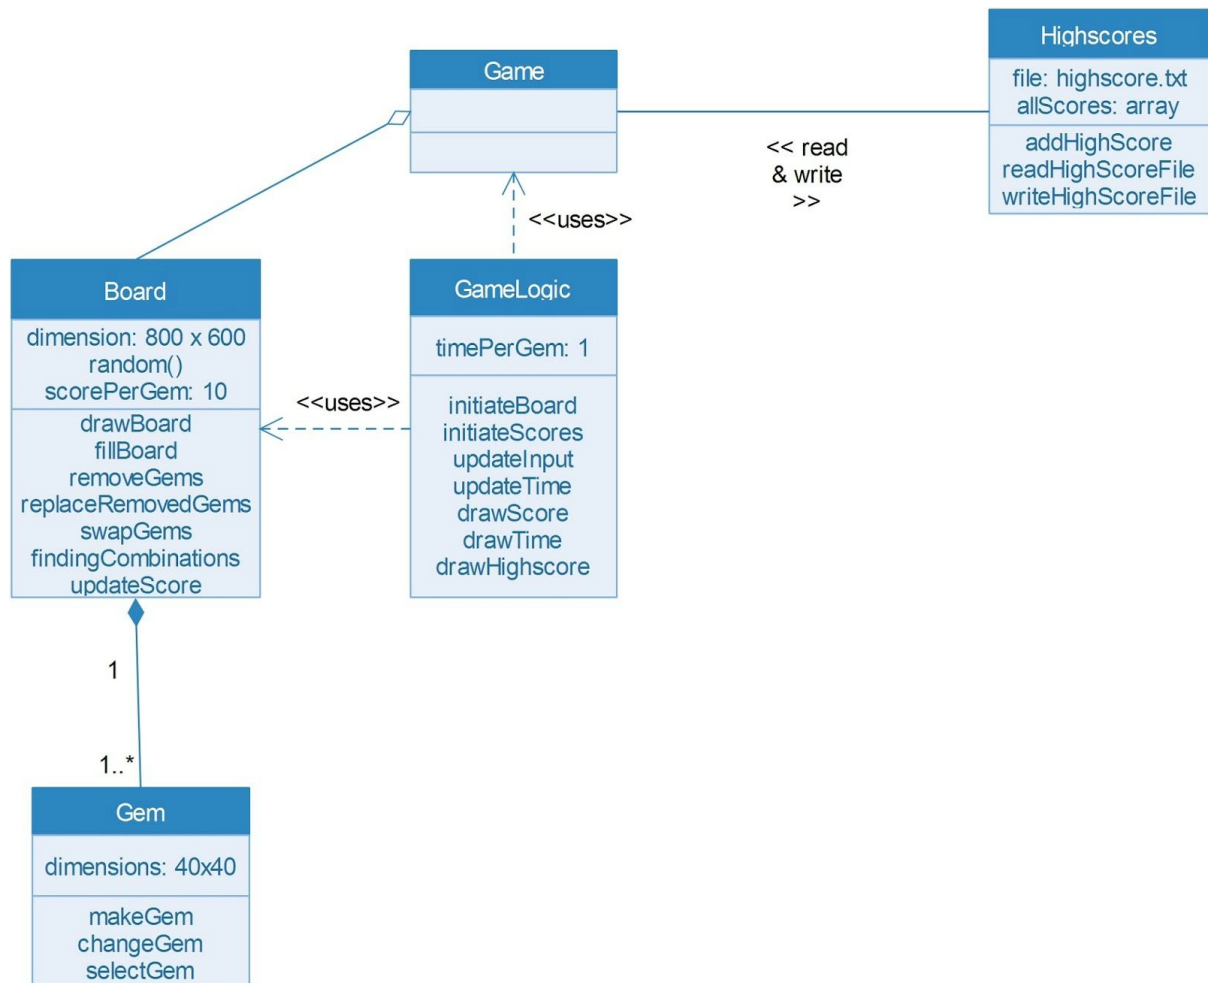 Highscores
file: highscore.txt
allScores: array
addHighScore
readHighScoreFile
writeHighScoreFile
Game
<< read
& write
>>
<<uses>>
Board
dimension: 800 x 600
random()
scorePerGem: 10
drawBoard
fillBoard
removeGems
replaceRemovedGems
swapGems
findingCombinations
updateScore
<<uses>>
GameLogic
timePerGem: 1
initiateBoard
initiateScores
updateInput
updateTime
drawScore
drawTime
drawHighscore
1
1..*
Gem
dimensions: 40x40
makeGem
changeGem
selectGem